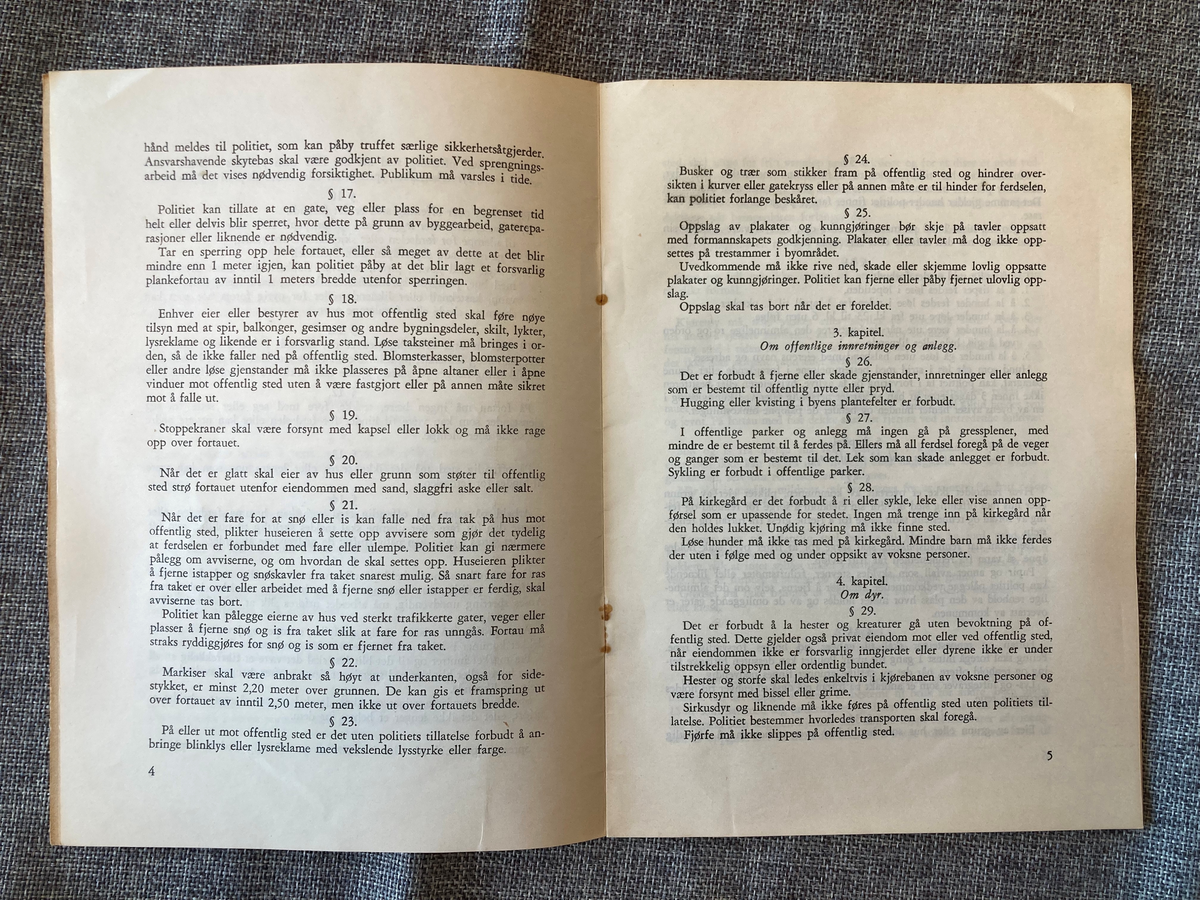 hånd meldes til politiet, som kan påby truffet særlige sikkerhetsåtgjerder.
Ansvarshavende skytebas skal være godkjent av politiet. Ved sprengnings-
arbeid må det vises nødvendig forsiktighet. Publikum må varsles i tide.
§ 17.
Politiet kan tillate at en gate, veg eller plass for en begrenset tid
helt eller delvis blir sperret, hvor dette på grunn av byggearbeid, gaterepa-
rasjoner eller liknende er nødvendig.
Tar en sperring opp hele fortauet, eller så meget av dette at det blir
mindre enn 1 meter igjen, kan politiet påby at det blir lagt et forsvarlig
plankefortau av inntil 1 meters bredde utenfor sperringen.
§ 18.
Enhver eier eller bestyrer av hus mot offentlig sted skal føre nøye
tilsyn med at spir, balkonger, gesimser og andre bygningsdeler, skilt, lykter,
lysreklame og likende er i forsvarlig stand. Løse taksteiner må bringes i or-
den, så de ikke faller ned på offentlig sted. Blomsterkasser, blomsterpotter
eller andre løse gjenstander må ikke plasseres på åpne altaner eller i åpne
vinduer mot offentlig sted uten å være fastgjort eller på annen måte sikret
mot å falle ut.
§ 19.
Stoppekraner skal være forsynt med kapsel eller lokk og må ikke rage
opp over fortauet.
§ 20.
Når det er glatt skal eier av hus eller grunn som støter til offentlig
sted strø fortauet utenfor eiendommen med sand, slaggfri aske eller salt.
§ 21.
Når det er fare for at snø eller is kan falle ned fra tak på hus mot
offentlig sted, plikter huseieren å sette opp avvisere som gjør det tydelig
at ferdselen er forbundet med fare eller ulempe. Politiet kan gi nærmere
pålegg om avviserne, og om hvordan de skal settes opp. Huseieren plikter
å fjerne istapper og snøskavler fra taket snarest mulig. Så snart fare for ras
fra taket er over eller arbeidet med å fjerne snø eller istapper er ferdig, skal
avviserne tas bort.
Politiet kan pålegge eierne av hus ved sterkt trafikkerte gater, veger eller
plasser å fjerne snø og is fra taket slik at fare for ras unngås. Fortau må
straks ryddiggjøres for snø og is som er fjernet fra taket.
§ 22.
Markiser skal være anbrakt så høyt at underkanten, også for side-
stykket, er minst 2,20 meter over grunnen. De kan gis et framspring ut
over fortauet av inntil 2,50 meter, men ikke ut over fortauets bredde.
§ 23.
På eller ut mot offentlig sted er det uten politiets tillatelse forbudt å an-
bringe blinklys eller lysreklame med vekslende lysstyrke eller farge.
4
§ 24.
Busker og trær som stikker fram på offentlig sted og hindrer over-
sikten i kurver eller gatekryss eller på annen måte er til hinder for ferdselen,
kan politiet forlange beskåret.
§ 25.
Oppslag av plakater og kunngjøringer bør skje på tavler oppsatt
med formannskapets godkjenning. Plakater eller tavler må dog ikke opp-
settes på trestammer i byområdet.
Uvedkommende må ikke rive ned, skade eller skjemme lovlig oppsatte
plakater og kunngjøringer. Politiet kan fjerne eller påby fjernet ulovlig opp-
slag.
Oppslag skal tas bort når det er foreldet.
3. kapitel.
Om offentlige innretninger og anlegg.
§ 26.
Det er forbudt å fjerne eller skade gjenstander, innretninger eller anlegg
som er bestemt til offentlig nytte eller pryd.
Hugging eller kvisting i byens plantefelter er forbudt.
§ 27.
I offentlige parker og anlegg må ingen gå på gressplener, med
mindre de er bestemt til å ferdes på. Ellers må all ferdsel foregå på de veger
og ganger som er bestemt til det. Lek som kan skade anlegget er forbudt.
Sykling er forbudt i offentlige parker.
§ 28.
På kirkegård er det forbudt å ri eller sykle, leke eller vise annen opp-
førsel som er upassende for stedet. Ingen må trenge inn på kirkegård når
den holdes lukket. Unødig kjøring må ikke finne sted.
Løse hunder må ikke tas med på kirkegård. Mindre barn må ikke ferdes
der uten i følge med og under oppsikt av voksne personer.
4. kapitel.
Om dyr.
§ 29.
Det er forbudt å la hester og kreaturer gå uten bevoktning på of-
fentlig sted. Dette gjelder også privat eiendom mot eller ved offentlig sted,
når eiendommen ikke er forsvarlig inngjerdet eller dyrene ikke er under
tilstrekkelig oppsyn eller ordentlig bundet.
Hester og storfe skal ledes enkeltvis i kjørebanen av voksne personer og
være forsynt med bissel eller grime.
Sirkusdyr og liknende må ikke føres på offentlig sted uten politiets til-
latelse. Politiet bestemmer hvorledes transporten skal foregå.
Fjørfe må ikke slippes på offentlig sted.
5